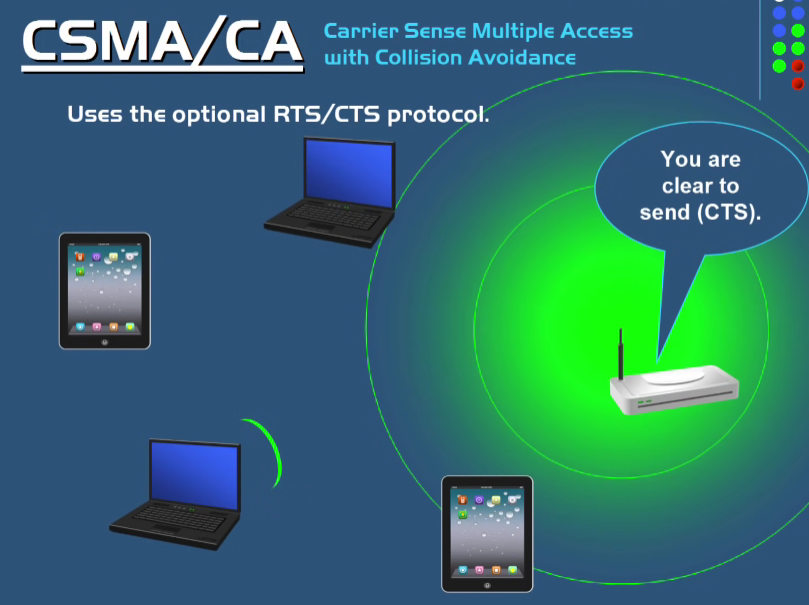 CSMA/CA
Carrier Sense Multiple Access
with Collision Avoidance
Uses the optional RTS/CTS protocol.
You are
clear to
send (CTS).